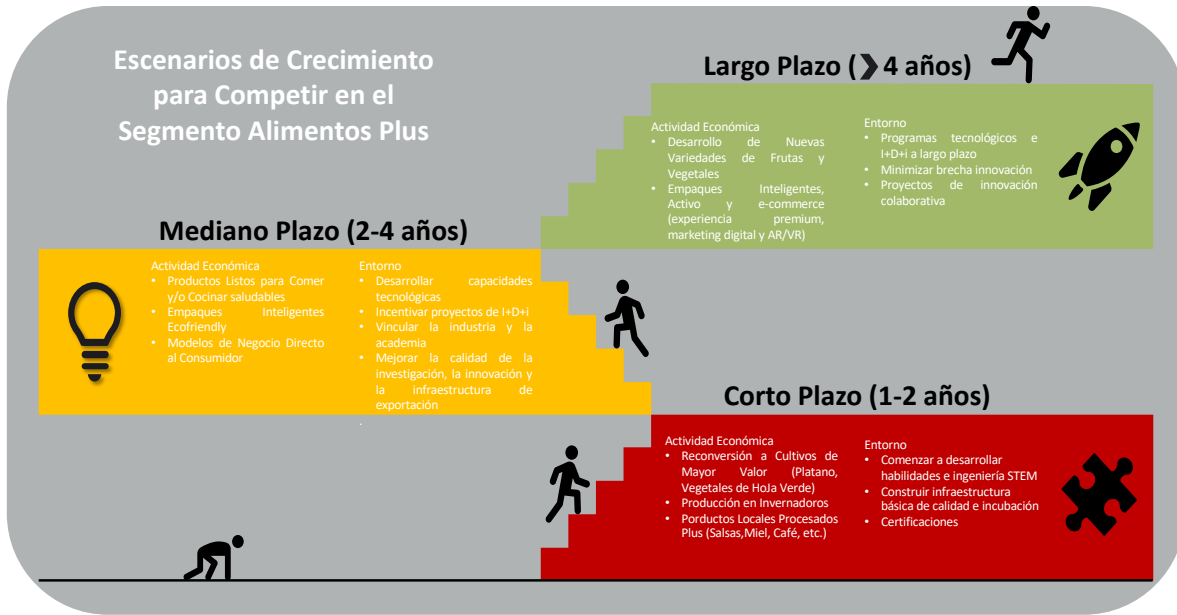 Escenarios de Crecimiento
para Competir en el
Segmento Alimentos Plus
Largo Plazo (❯ 4 años)
Actividad Económica
• Desarrollo de Nuevas
Variedades de Frutas y
Vegetales
• Empaques Inteligentes,
Activo y e-commerce
(experiencia premium,
marketing digital y AR/VR)
Entorno
• Programas tecnológicos e
I+D+i a largo plazo
• Minimizar brecha innovación
• Proyectos de innovación
colaborativa
Mediano Plazo (2-4 años)
Actividad Económica
• Productos Listos para Comer
y/o Cocinar saludables
• Empaques Inteligentes
Ecofriendly
• Modelos de Negocio Directo
al Consumidor
Entorno
• Desarrollar capacidades
tecnológicas
• Incentivar proyectos de I+D+i
• Vincular la industria y la
academia
• Mejorar la calidad de la
investigación, la innovación y
la infraestructura de
exportación
.
Corto Plazo (1-2 años)
Actividad Económica
• Reconversión a Cultivos de
Mayor Valor (Platano,
Vegetales de HoJa Verde)
• Producción en Invernadoros
• Porductos Locales Procesados
Plus (Salsas,Miel, Café, etc.)
Entorno
• Comenzar a desarrollar
habilidades e ingeniería STEM
• Construir infraestructura
básica de calidad e incubación
• Certificaciones